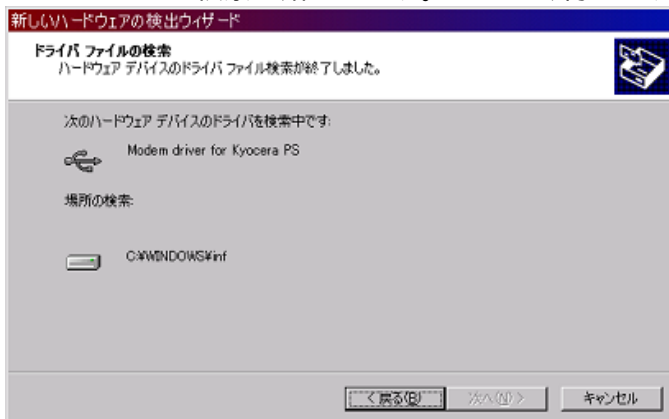 新しいハードウェアの検出ウィザード
ドライバ ファイルの検索
ハードウェア デバイスのドライバ ファイル検索が終了しました。
次のハードウェア デバイスのドライバを検索中です:
Modem driver for Kyocera PS
場所の検索:
C:¥WINDOWS¥inf
< 戻る(B) 次へ(N) > キャンセル